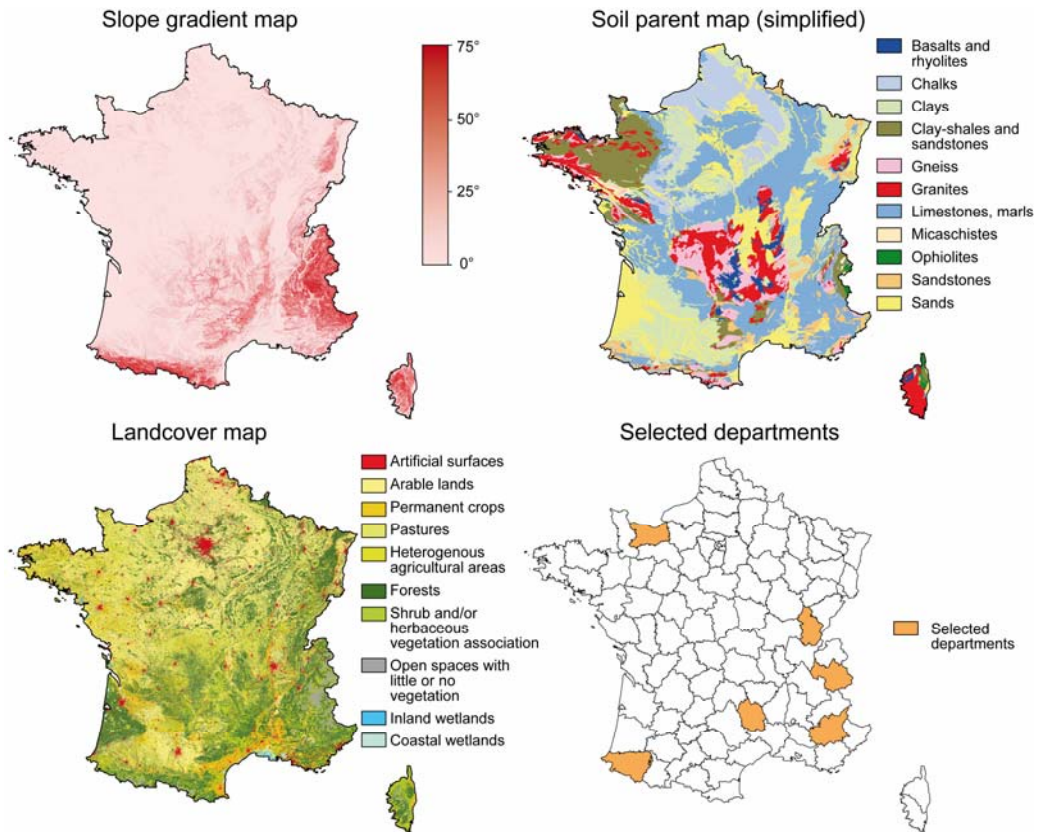 Slope gradient map
75°
50°
25°
0°
Soil parent map (simplified)
Basalts and
rhyolites
Chalks
Clays
Clay-shales and
sandstones
Gneiss
Granites
Limestones, marls
Micaschistes
Ophiolites
Sandstones
Sands
Landcover map
Artificial surfaces
Arable lands
Permanent crops
Pastures
Heterogenous
agricultural areas
Forests
Shrub and/or
herbaceous
vegetation association
Open spaces with
little or no
vegetation
Inland wetlands
Coastal wetlands
Selected departments
Selected
departments